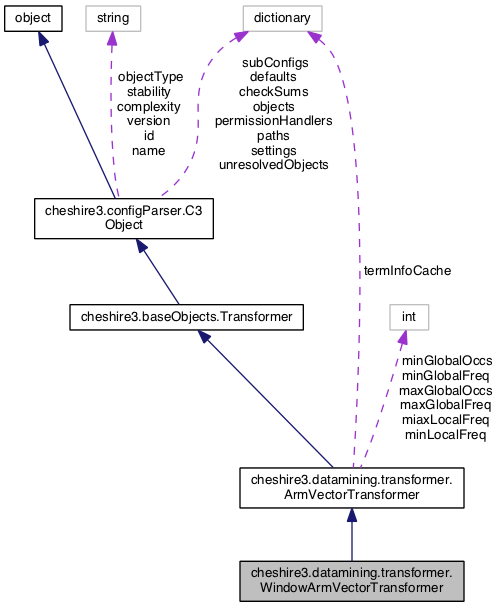 object
string
dictionary
objectType
stability
complexity
version
id
name
subConfigs
defaults
checkSums
objects
permissionHandlers
paths
settings
unresolvedObjects
cheshire3.configParser.C3
Object
termInfoCache
cheshire3.baseObjects.Transformer
int
minGlobalOccs
minGlobalFreq
maxGlobalOccs
maxGlobalFreq
miaxLocalFreq
minLocalFreq
cheshire3.datamining.transformer.
ArmVectorTransformer
cheshire3.datamining.transformer.
WindowArmVectorTransformer